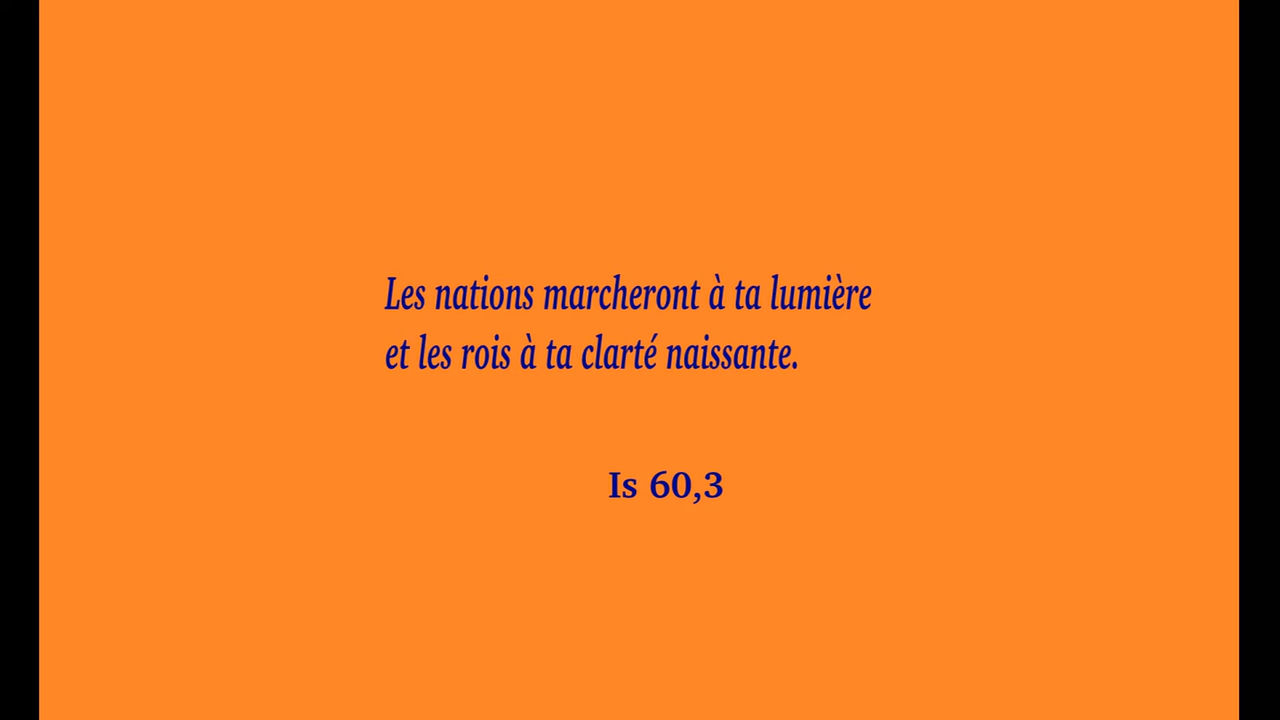 Les nations marcheront à ta lumière
et les rois à ta clarté naissante.
Is 60,3